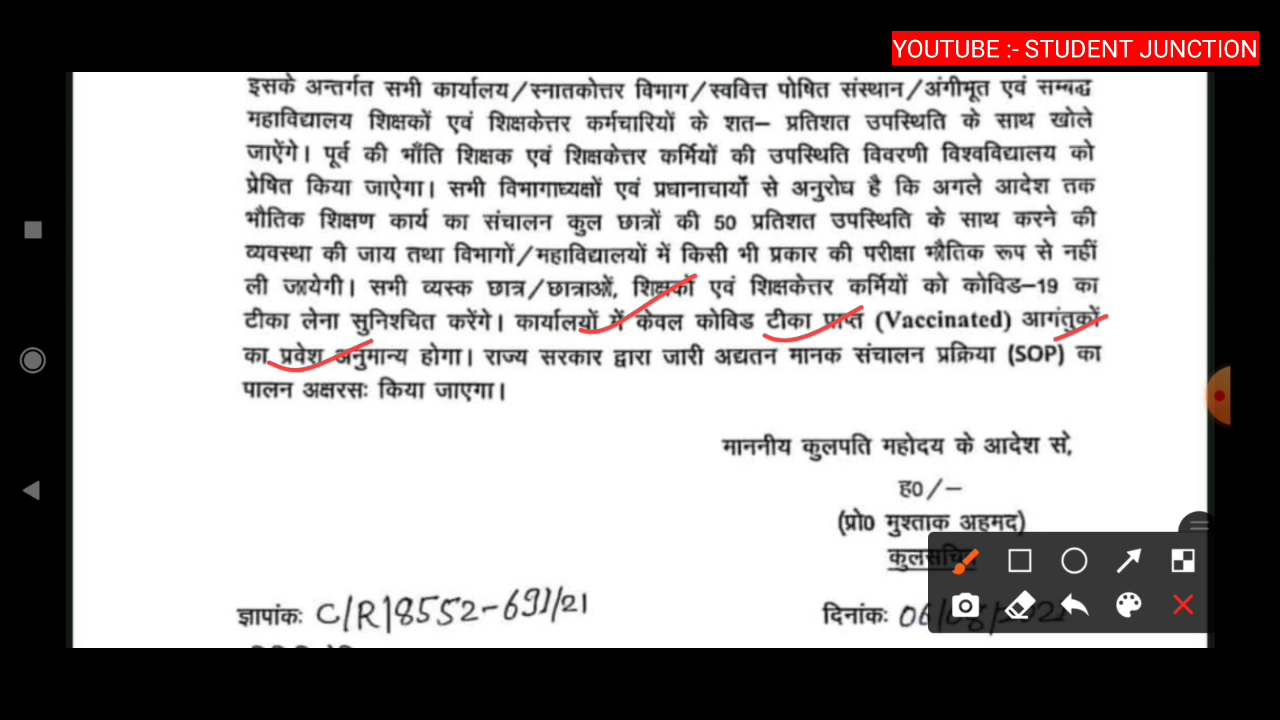 YOUTUBE :- STUDENT JUNCTION
इसके अन्तर्गत सभी कार्यालय/स्नातकोत्तर विभाग/स्ववित्त पोषित संस्थान/अंगीभूत एवं सम्बद्ध
महाविद्यालय शिक्षकों एवं शिक्षकेत्तर कर्मचारियों के शत– प्रतिशत उपस्थिति के साथ खोले
जाऐंगे। पूर्व की भाँति शिक्षक एवं शिक्षकेत्तर कर्मियों की उपस्थिति विवरणी विश्वविद्यालय को
प्रेषित किया जाऐगा। सभी विभागाध्यक्षों एवं प्रधानाचार्यो से अनुरोध है कि अगले आदेश तक
भौतिक शिक्षण कार्य का संचालन कुल छात्रों की 50 प्रतिशत उपस्थिति के साथ करने की
व्यवस्था की जाय तथा विभागों/महाविद्यालयों में किसी भी प्रकार की परीक्षा भौतिक रूप से नहीं
ली जायेगी। सभी व्यस्क छात्र/छात्राओं, शिक्षकों एवं शिक्षकेत्तर कर्मियों को कोविड–19 का
टीका लेना सुनिश्चित करेंगे। कार्यालयों में केवल कोविड टीका प्राप्त (Vaccinated) आगंतुकों
का प्रवेश अनुमान्य होगा। राज्य सरकार द्वारा जारी अद्यतन मानक संचालन प्रक्रिया (SOP) का
पालन अक्षरसः किया जाएगा।
माननीय कुलपति महोदय के आदेश से,
ह0/–
(प्रो0 मुश्ताक अहमद)
कुलसचिव
ज्ञापांकः C/R/8552-691/21
दिनांकः 06/08/2021